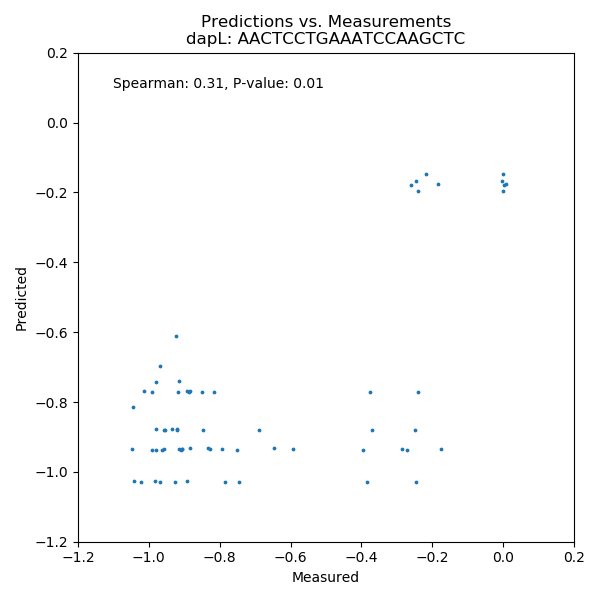 Predictions vs. Measurements
dapL: AACTCCTGAAATCCAAGCTC
Spearman: 0.31, P-value: 0.01
0.2
0.0
−0.2
−0.4
−0.6
−0.8
−1.0
−1.2
Predicted
−1.2 −1.0 −0.8 −0.6 −0.4 −0.2 0.0 0.2
Measured